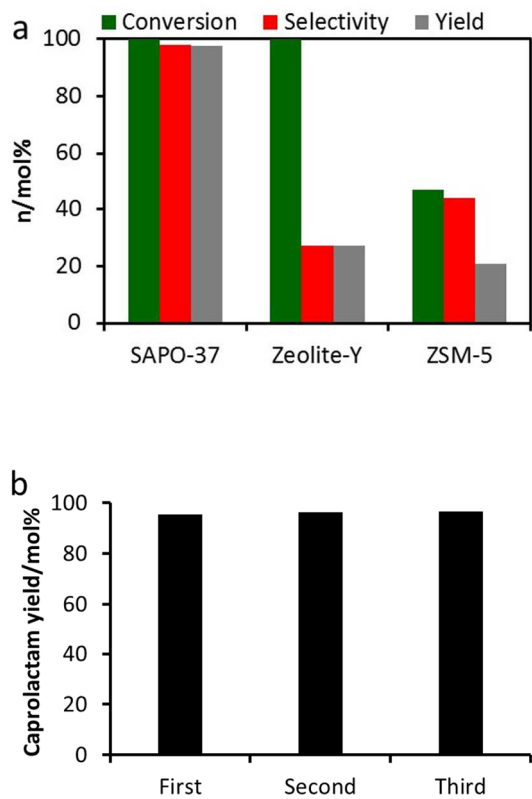 a
Conversion Selectivity Yield
n/mol%
100
80
60
40
20
0
SAPO-37 Zeolite-Y ZSM-5
b
Caprolactam yield/mol%
100
80
60
40
20
0
First Second Third